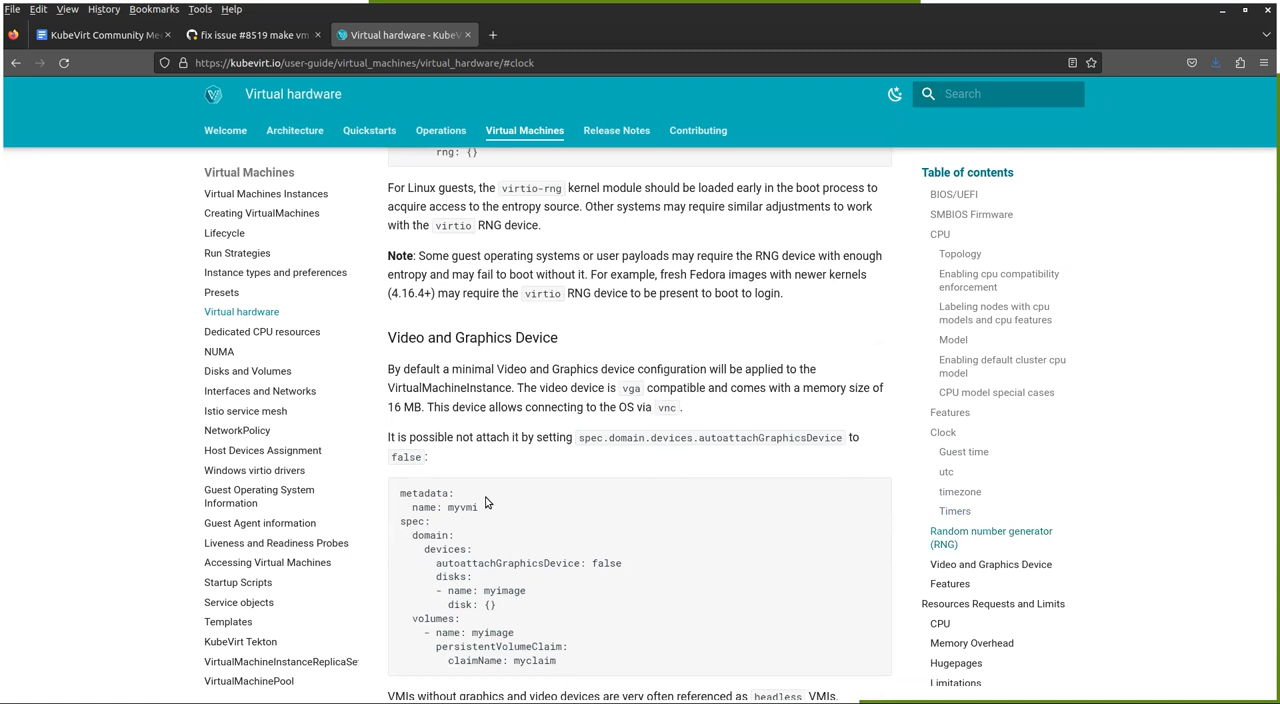 File Edit View History Bookmarks Tools Help
KubeVirt Community Me
fix issue #8519 make vm
Virtual hardware - KubeV
https://kubevirt.io/user-guide/virtual_machines/virtual_hardware/#clock
Virtual hardware
Search
Welcome Architecture Quickstarts Operations Virtual Machines Release Notes Contributing
Virtual Machines
Virtual Machines Instances
Creating VirtualMachines
Lifecycle
Run Strategies
Instance types and preferences
Presets
Virtual hardware
Dedicated CPU resources
NUMA
Disks and Volumes
Interfaces and Networks
Istio service mesh
NetworkPolicy
Host Devices Assignment
Windows virtio drivers
Guest Operating System
Information
Guest Agent information
Liveness and Readiness Probes
Accessing Virtual Machines
Startup Scripts
Service objects
Templates
KubeVirt Tekton
VirtualMachineInstanceReplicaSe
VirtualMachinePool
rng: {}
For Linux guests, the virtio-rng kernel module should be loaded early in the boot process to
acquire access to the entropy source. Other systems may require similar adjustments to work
with the virtio RNG device.
Note: Some guest operating systems or user payloads may require the RNG device with enough
entropy and may fail to boot without it. For example, fresh Fedora images with newer kernels
(4.16.4+) may require the virtio RNG device to be present to boot to login.
Video and Graphics Device
By default a minimal Video and Graphics device configuration will be applied to the
VirtualMachineInstance. The video device is vga compatible and comes with a memory size of
16 MB. This device allows connecting to the OS via vnc.
It is possible not attach it by setting spec.domain.devices.autoattachGraphicsDevice to
false:
metadata:
name: myvmi
spec:
domain:
devices:
autoattachGraphicsDevice: false
disks:
- name: myimage
disk: {}
volumes:
- name: myimage
persistentVolumeClaim:
claimName: myclaim
VMIs without graphics and video devices are very often referenced as headless VMIs.
Table of contents
BIOS/UEFI
SMBIOS Firmware
CPU
Topology
Enabling cpu compatibility
enforcement
Labeling nodes with cpu
models and cpu features
Model
Enabling default cluster cpu
model
CPU model special cases
Features
Clock
Guest time
utc
timezone
Timers
Random number generator
(RNG)
Video and Graphics Device
Features
Resources Requests and Limits
CPU
Memory Overhead
Hugepages
Limitations